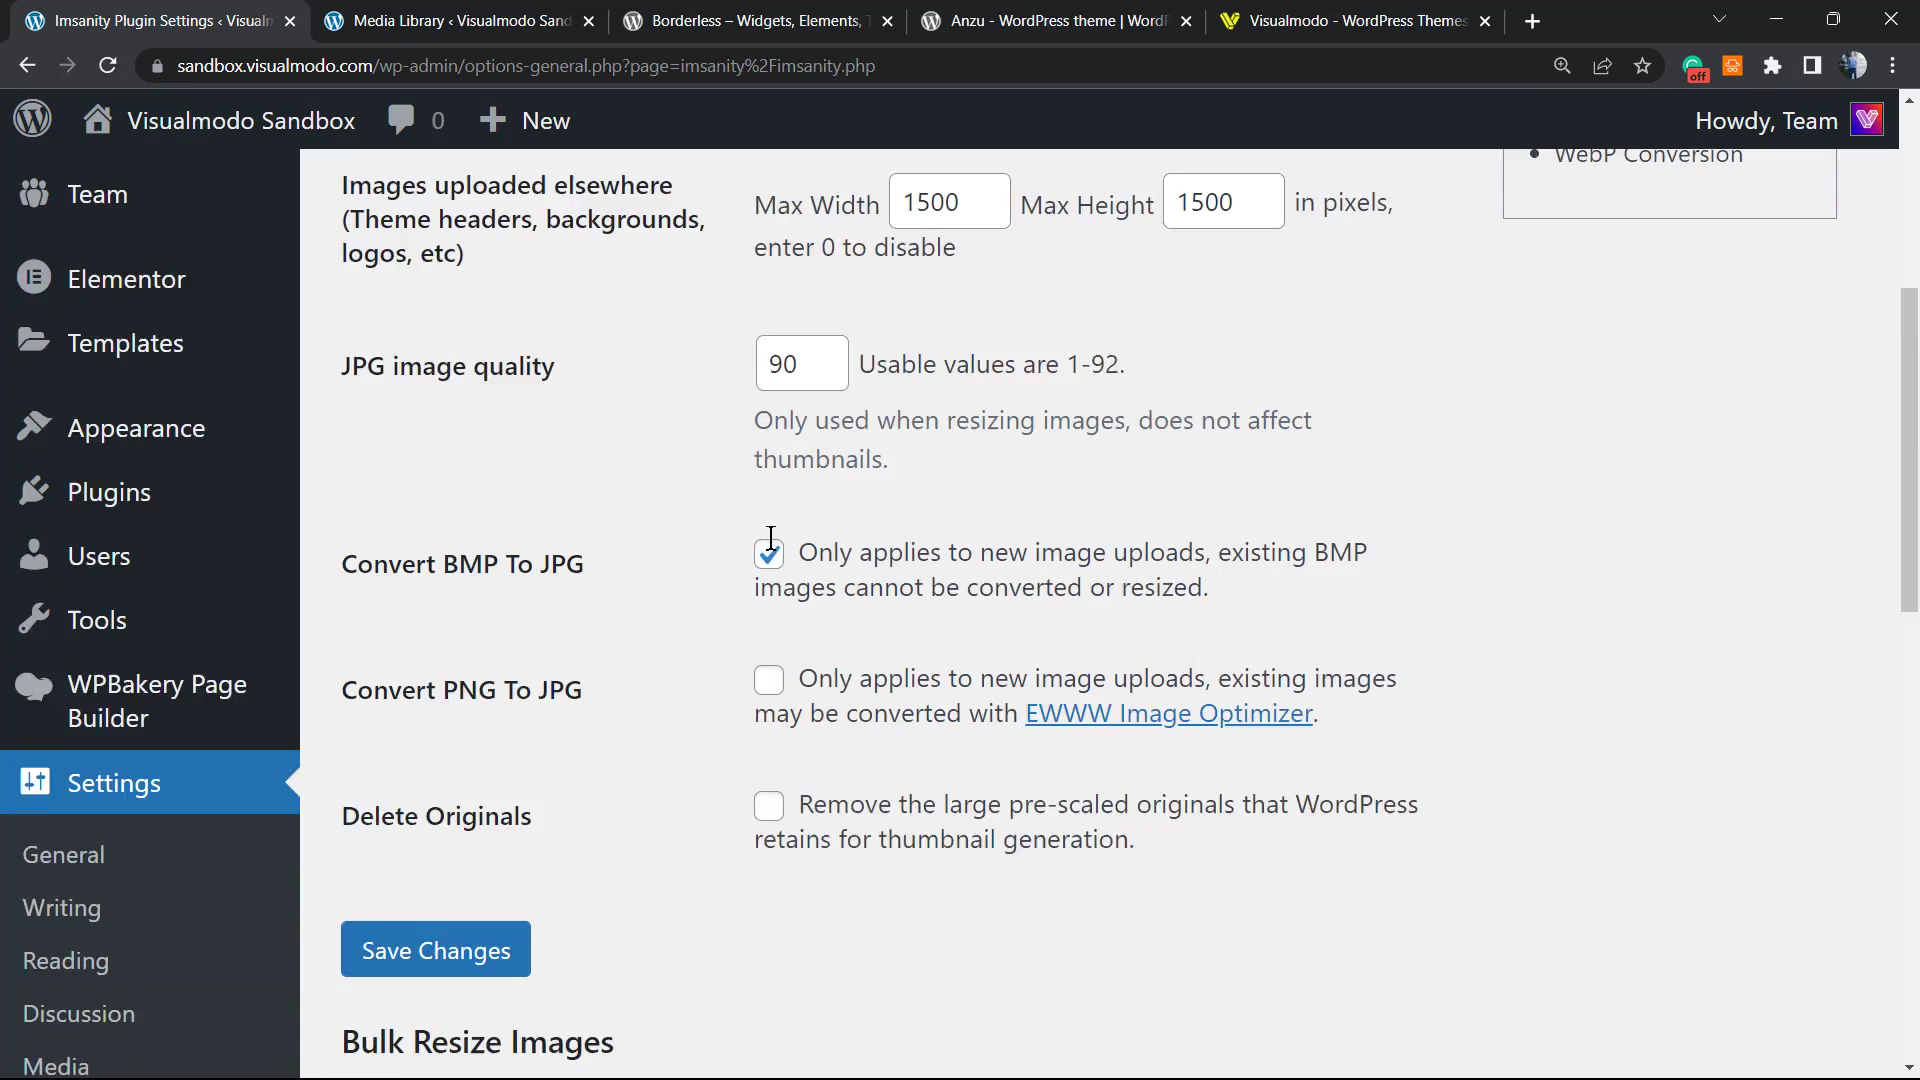 Imsanity Plugin Settings ‹ Visualm
Media Library ‹ Visualmodo Sand
Borderless – Widgets, Elements, T
Anzu - WordPress theme | WordP
Visualmodo - WordPress Themes
sandbox.visualmodo.com/wp-admin/options-general.php?page=imsanity%2Fimsanity.php
off
Visualmodo Sandbox
0
New
Howdy, Team
Team
Elementor
Templates
Appearance
Plugins
Users
Tools
WPBakery Page
Builder
Settings
General
Writing
Reading
Discussion
Media
WebP Conversion
Images uploaded elsewhere
(Theme headers, backgrounds,
logos, etc)
Max Width 1500 Max Height 1500 in pixels,
enter 0 to disable
JPG image quality
90 Usable values are 1-92.
Only used when resizing images, does not affect
thumbnails.
Convert BMP To JPG
Only applies to new image uploads, existing BMP
images cannot be converted or resized.
Convert PNG To JPG
Only applies to new image uploads, existing images
may be converted with EWWW Image Optimizer.
Delete Originals
Remove the large pre-scaled originals that WordPress
retains for thumbnail generation.
Save Changes
Bulk Resize Images